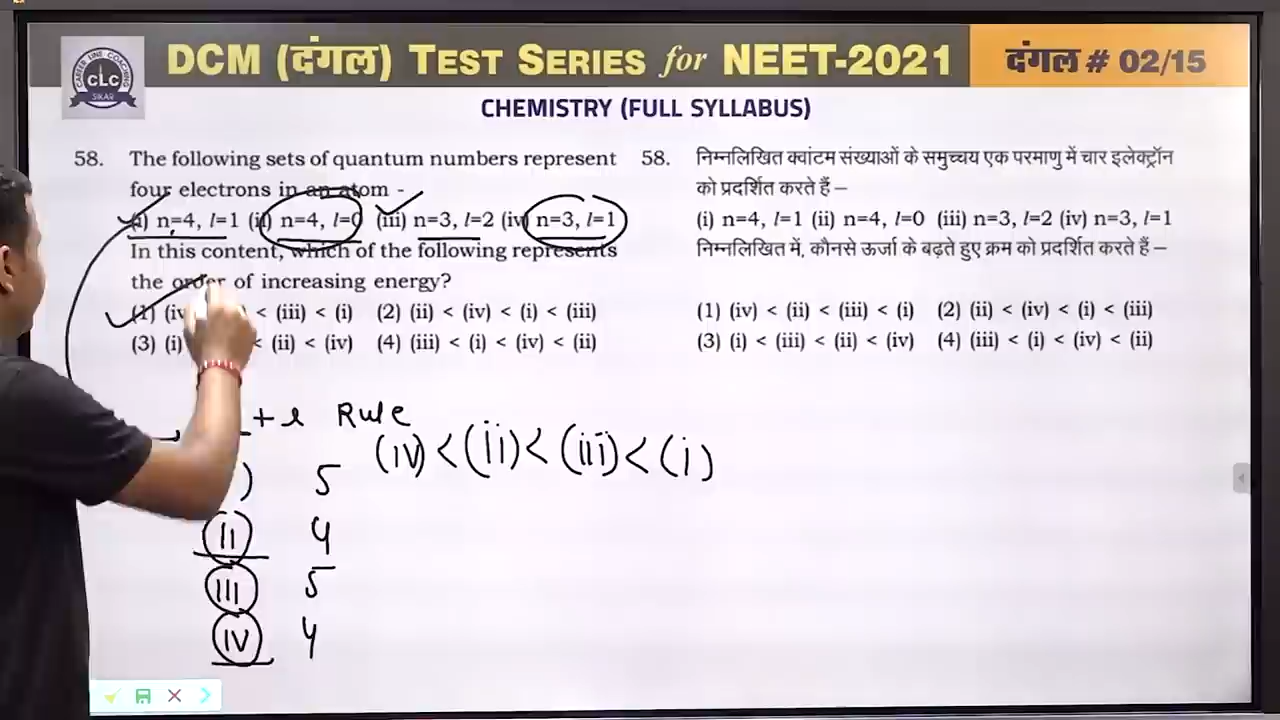 DCM (दंगल) TEST SERIES for NEET-2021
दंगल # 02/15
CLC
SIKAR
CHEMISTRY (FULL SYLLABUS)
58. The following sets of quantum numbers represent
four electrons in an atom -
(i) n=4, l=1 (ii) n=4, l=0 (iii) n=3, l=2 (iv) n=3, l=1
In this content, which of the following represents
the order of increasing energy?
(1) (iv < (iii) < (i) (2) (ii) < (iv) < (i) < (iii)
(3) (i) < (ii) < (iv) (4) (iii) < (i) < (iv) < (ii)
58. निम्नलिखित क्वांटम संख्याओं के समुच्चय एक परमाणु में चार इलेक्ट्रॉन
को प्रदर्शित करते हैं –
(i) n=4, l=1 (ii) n=4, l=0 (iii) n=3, l=2 (iv) n=3, l=1
निम्नलिखित में, कौनसे ऊर्जा के बढ़ते हुए क्रम को प्रदर्शित करते है –
(1) (iv) < (ii) < (iii) < (i) (2) (ii) < (iv) < (i) < (iii)
(3) (i) < (iii) < (ii) < (iv) (4) (iii) < (i) < (iv) < (ii)
+ l Rule
(iv) < (ii) < (iii) < (i)
) 5
II 4
III 5
IV 4